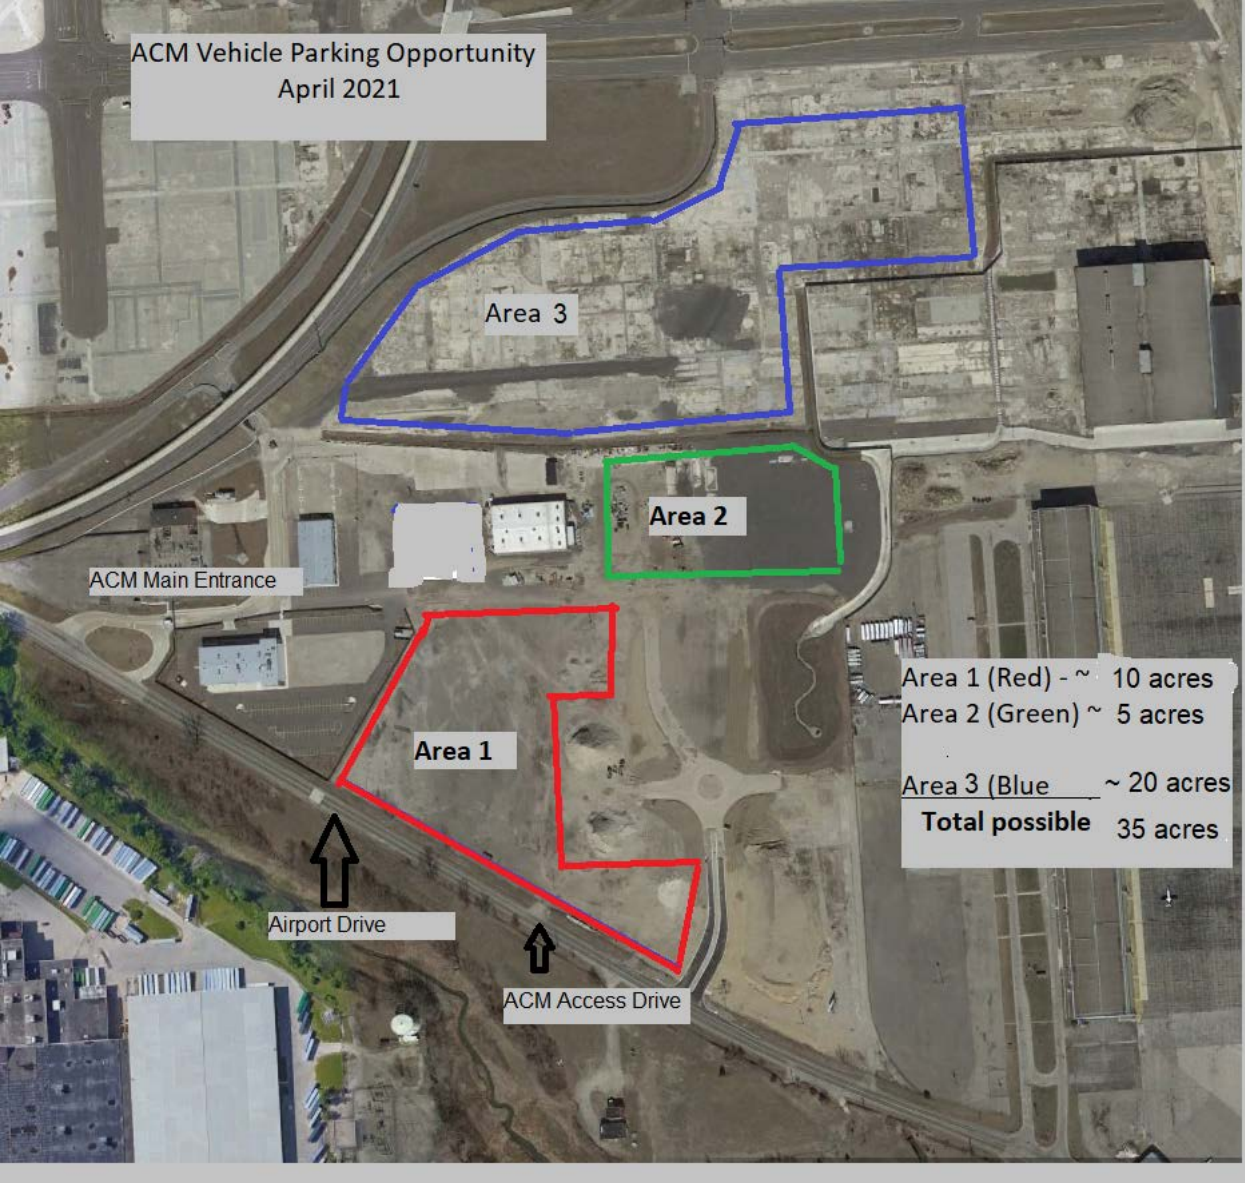 ACM Vehicle Parking Opportunity
April 2021
Area 3
Area 2
ACM Main Entrance
Area 1
Area 1 (Red) - ~ 10 acres
Area 2 (Green) ~ 5 acres
Area 3 (Blue ~ 20 acres
Total possible 35 acres
Airport Drive
ACM Access Drive